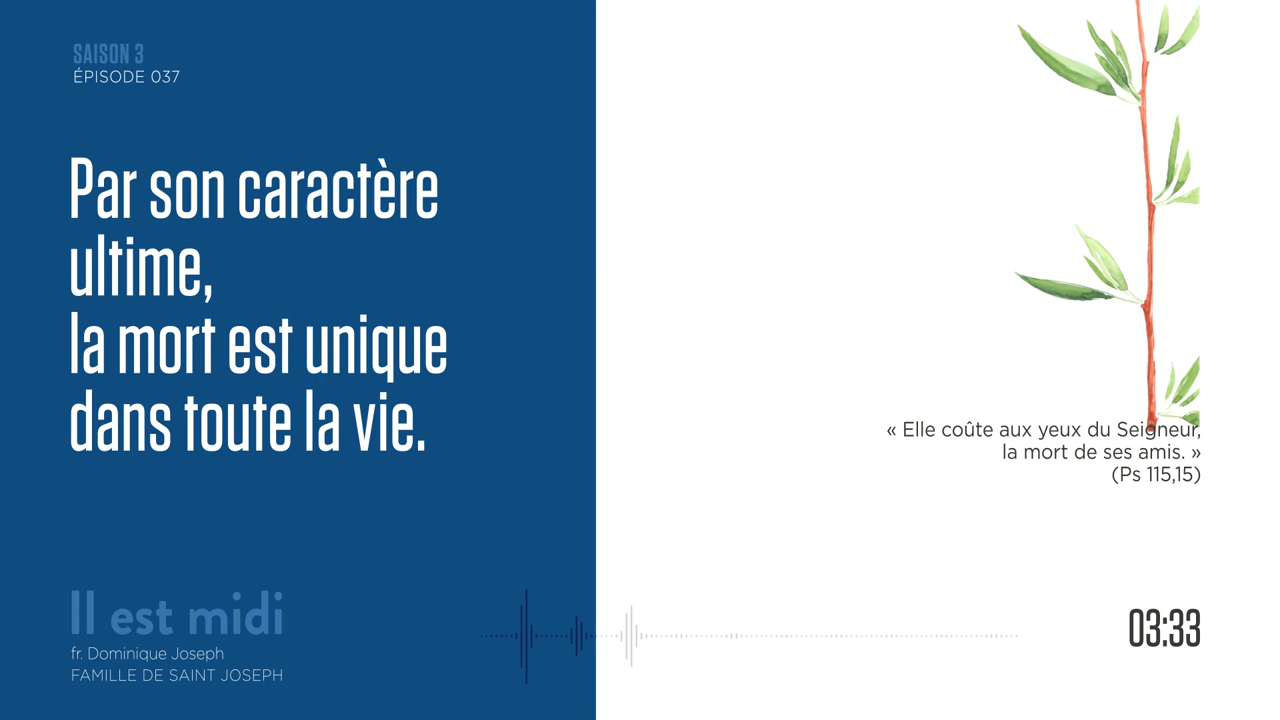 SAISON 3
ÉPISODE 037
Par son caractère
ultime,
la mort est unique
dans toute la vie.
« Elle coûte aux yeux du Seigneur,
la mort de ses amis. »
(Ps 115,15)
Il est midi
fr. Dominique Joseph
FAMILLE DE SAINT JOSEPH
03:33